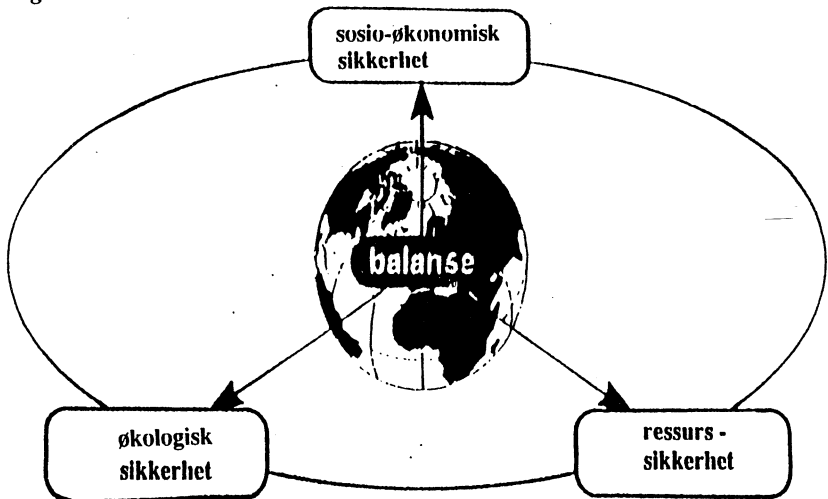 sosio-økonomisk
sikkerhet
balanse
økologisk
sikkerhet
ressurs -
sikkerhet